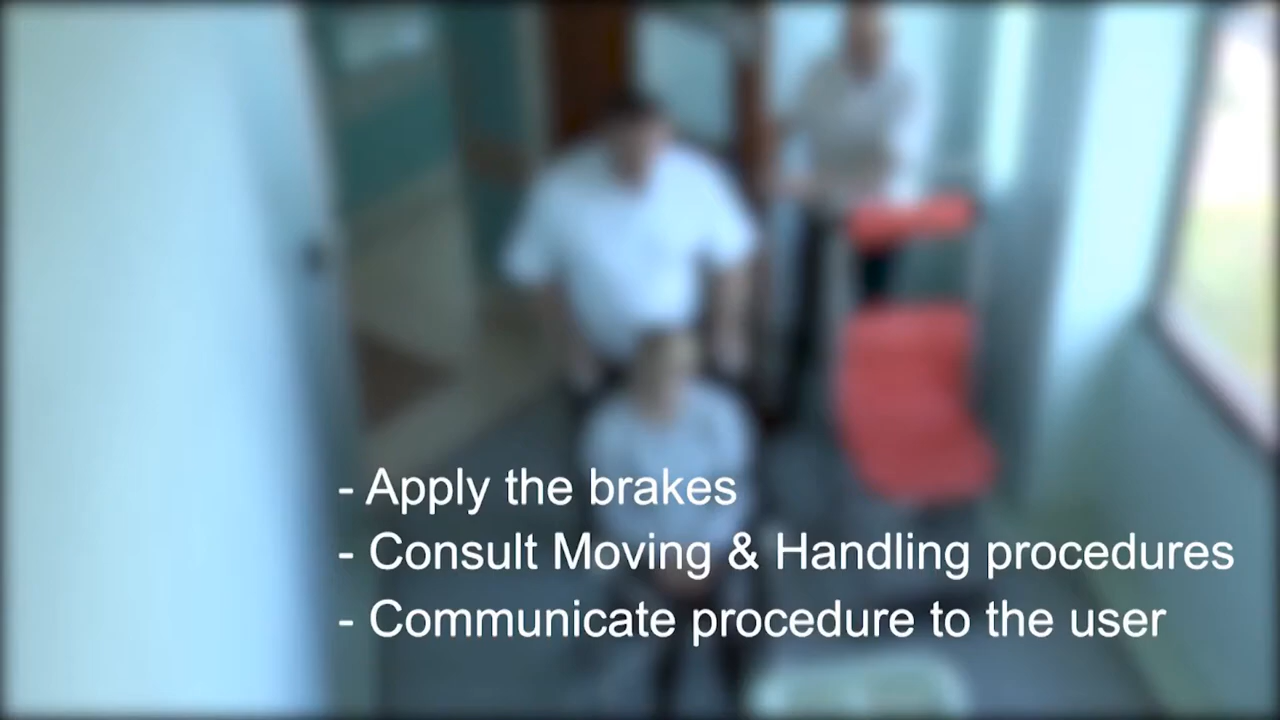 - Apply the brakes
- Consult Moving & Handling procedures
- Communicate procedure to the user